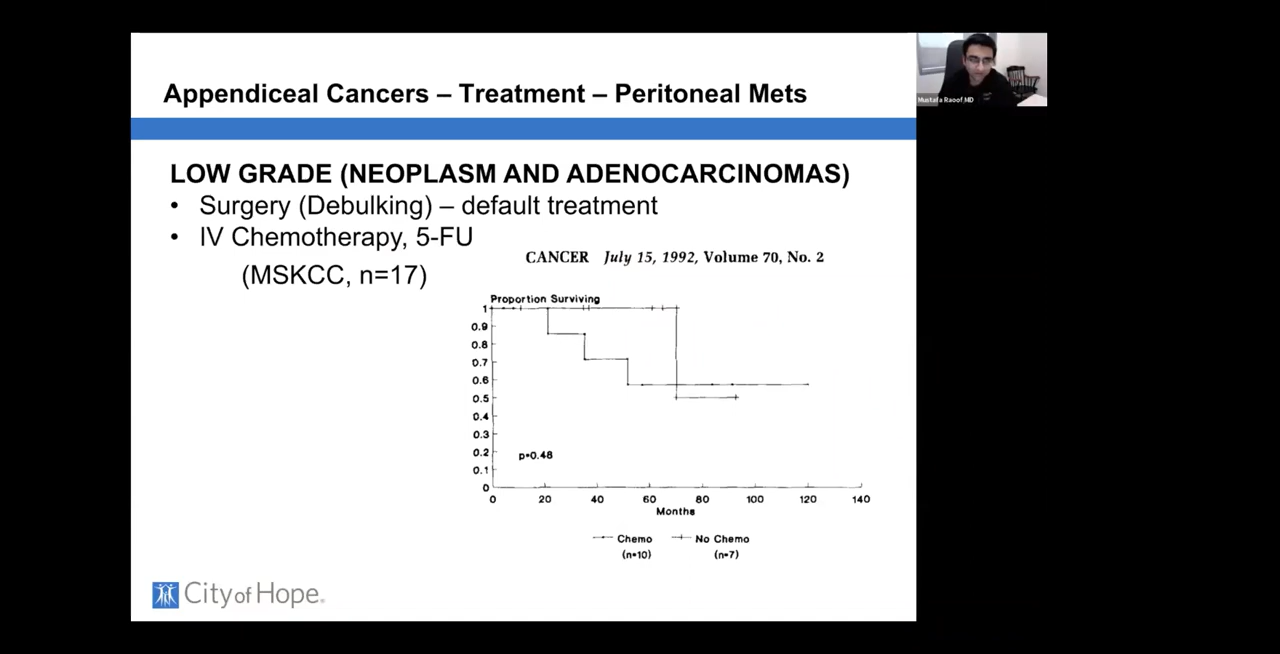 Appendiceal Cancers – Treatment – Peritoneal Mets
Mustafa Raoof,MD
LOW GRADE (NEOPLASM AND ADENOCARCINOMAS)
• Surgery (Debulking) – default treatment
• IV Chemotherapy, 5-FU
(MSKCC, n=17)
CANCER July 15, 1992, Volume 70, No. 2
Proportion Surviving
1
0.9
0.8
0.7
0.6
0.5
0.4
0.3
0.2
0.1
0
p=0.48
0 20 40 60 80 100 120 140
Months
Chemo No Chemo
(n=10) (n=7)
City of Hope®